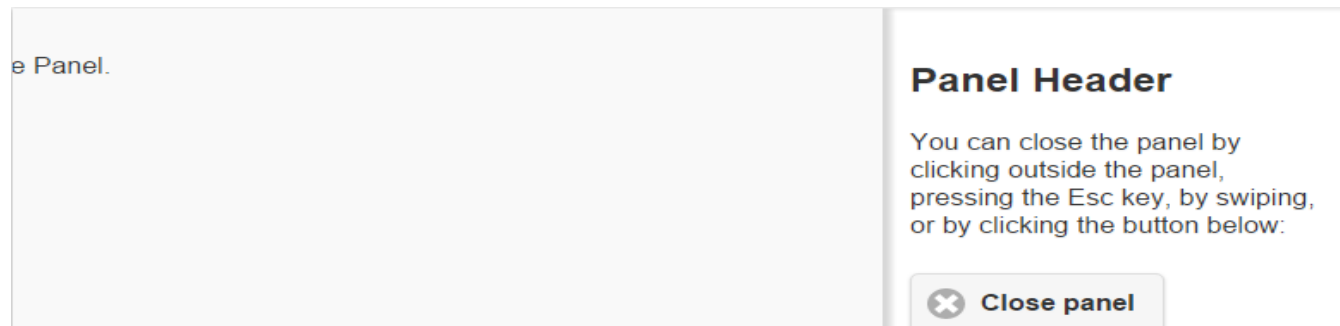 e Panel.
Panel Header
You can close the panel by
clicking outside the panel,
pressing the Esc key, by swiping,
or by clicking the button below:
Close panel